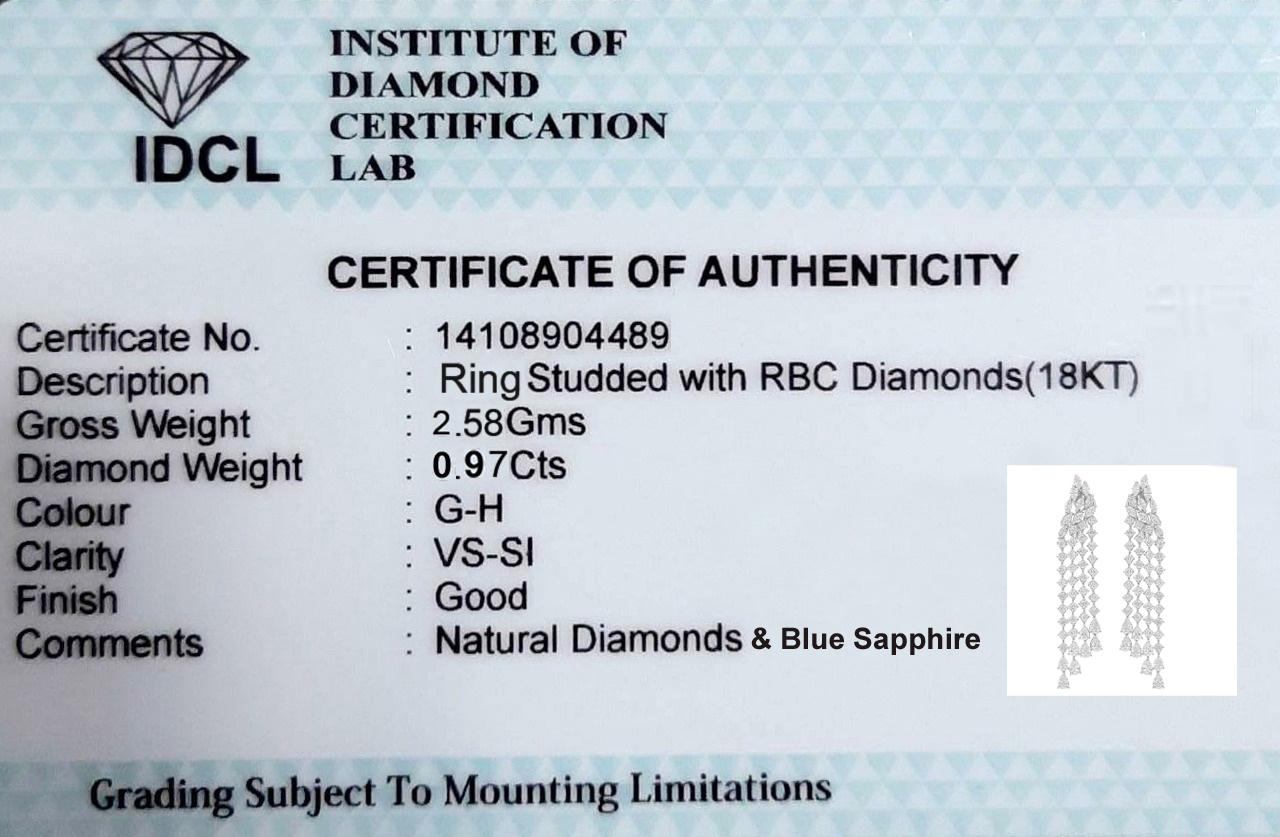 IDCL
INSTITUTE OF
DIAMOND
CERTIFICATION
LAB
CERTIFICATE OF AUTHENTICITY
Certificate No. : 14108904489
Description : Ring Studded with RBC Diamonds(18KT)
Gross Weight : 2.58Gms
Diamond Weight : 0.97Cts
Colour : G-H
Clarity : VS-SI
Finish : Good
Comments : Natural Diamonds & Blue Sapphire
Grading Subject To Mounting Limitations